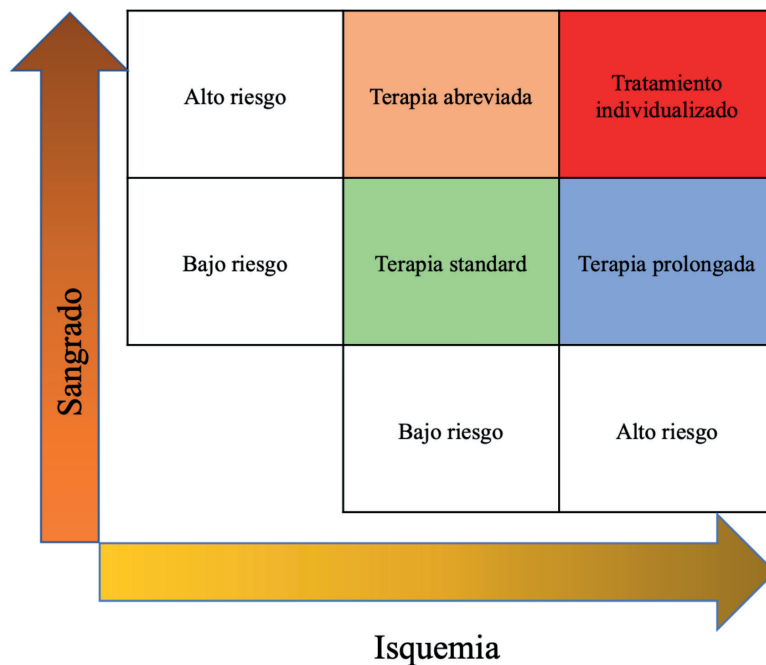 Alto riesgo
Terapia abreviada
Tratamiento
individualizado
Bajo riesgo
Terapia standard
Terapia prolongada
Sangrado
Bajo riesgo
Alto riesgo
Isquemia